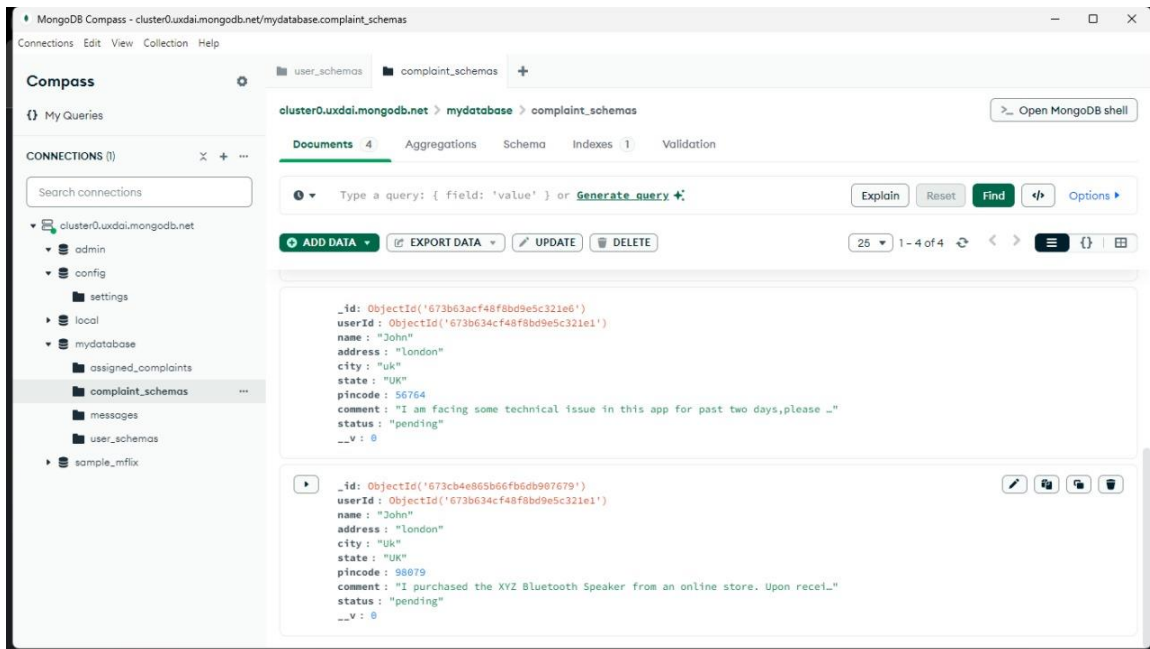 MongoDB Compass - cluster0.uxdai.mongodb.net/mydatabase.complaint_schemas
Connections Edit View Collection Help
Compass
{} My Queries
CONNECTIONS (1)
Search connections
cluster0.uxdai.mongodb.net
admin
config
settings
local
mydatabase
assigned_complaints
complaint_schemas
messages
user_schemas
sample_mflix
user_schemas complaint_schemas
cluster0.uxdai.mongodb.net > mydatabase > complaint_schemas
>_ Open MongoDB shell
Documents 4 Aggregations Schema Indexes 1 Validation
Type a query: { field: 'value' } or Generate query
Explain Reset Find </> Options
ADD DATA EXPORT DATA UPDATE DELETE
25 1 - 4 of 4 {}
_id: ObjectId('673b63acf48f8bd9e5c321e6')
userId : ObjectId('673b634cf48f8bd9e5c321e1')
name : "John"
address : "london"
city : "uk"
state : "UK"
pincode : 56764
comment : "I am facing some technical issue in this app for past two days,please …"
status : "pending"
__v : 0
_id: ObjectId('673cb4e865b66fb6db907679')
userId : ObjectId('673b634cf48f8bd9e5c321e1')
name : "John"
address : "london"
city : "Uk"
state : "UK"
pincode : 98079
comment : "I purchased the XYZ Bluetooth Speaker from an online store. Upon recei…"
status : "pending"
__v : 0